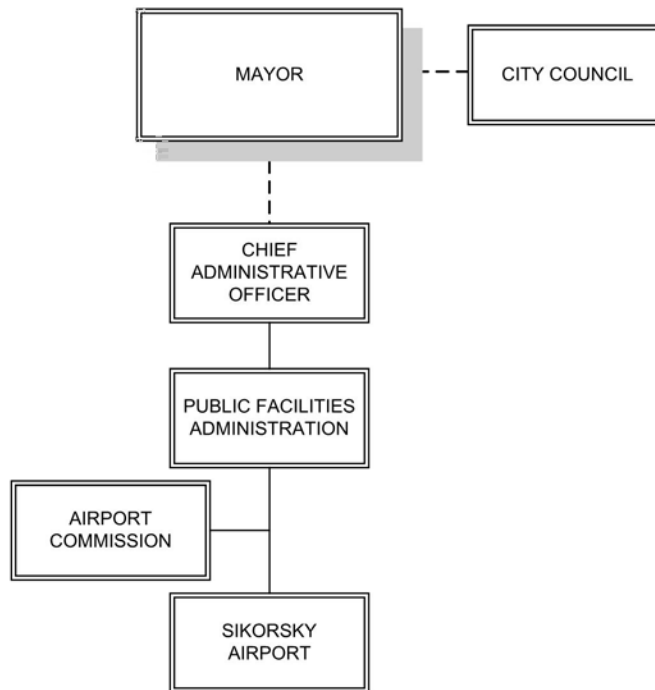 MAYOR
CITY COUNCIL
CHIEF
ADMINISTRATIVE
OFFICER
PUBLIC FACILITIES
ADMINISTRATION
AIRPORT
COMMISSION
SIKORSKY
AIRPORT